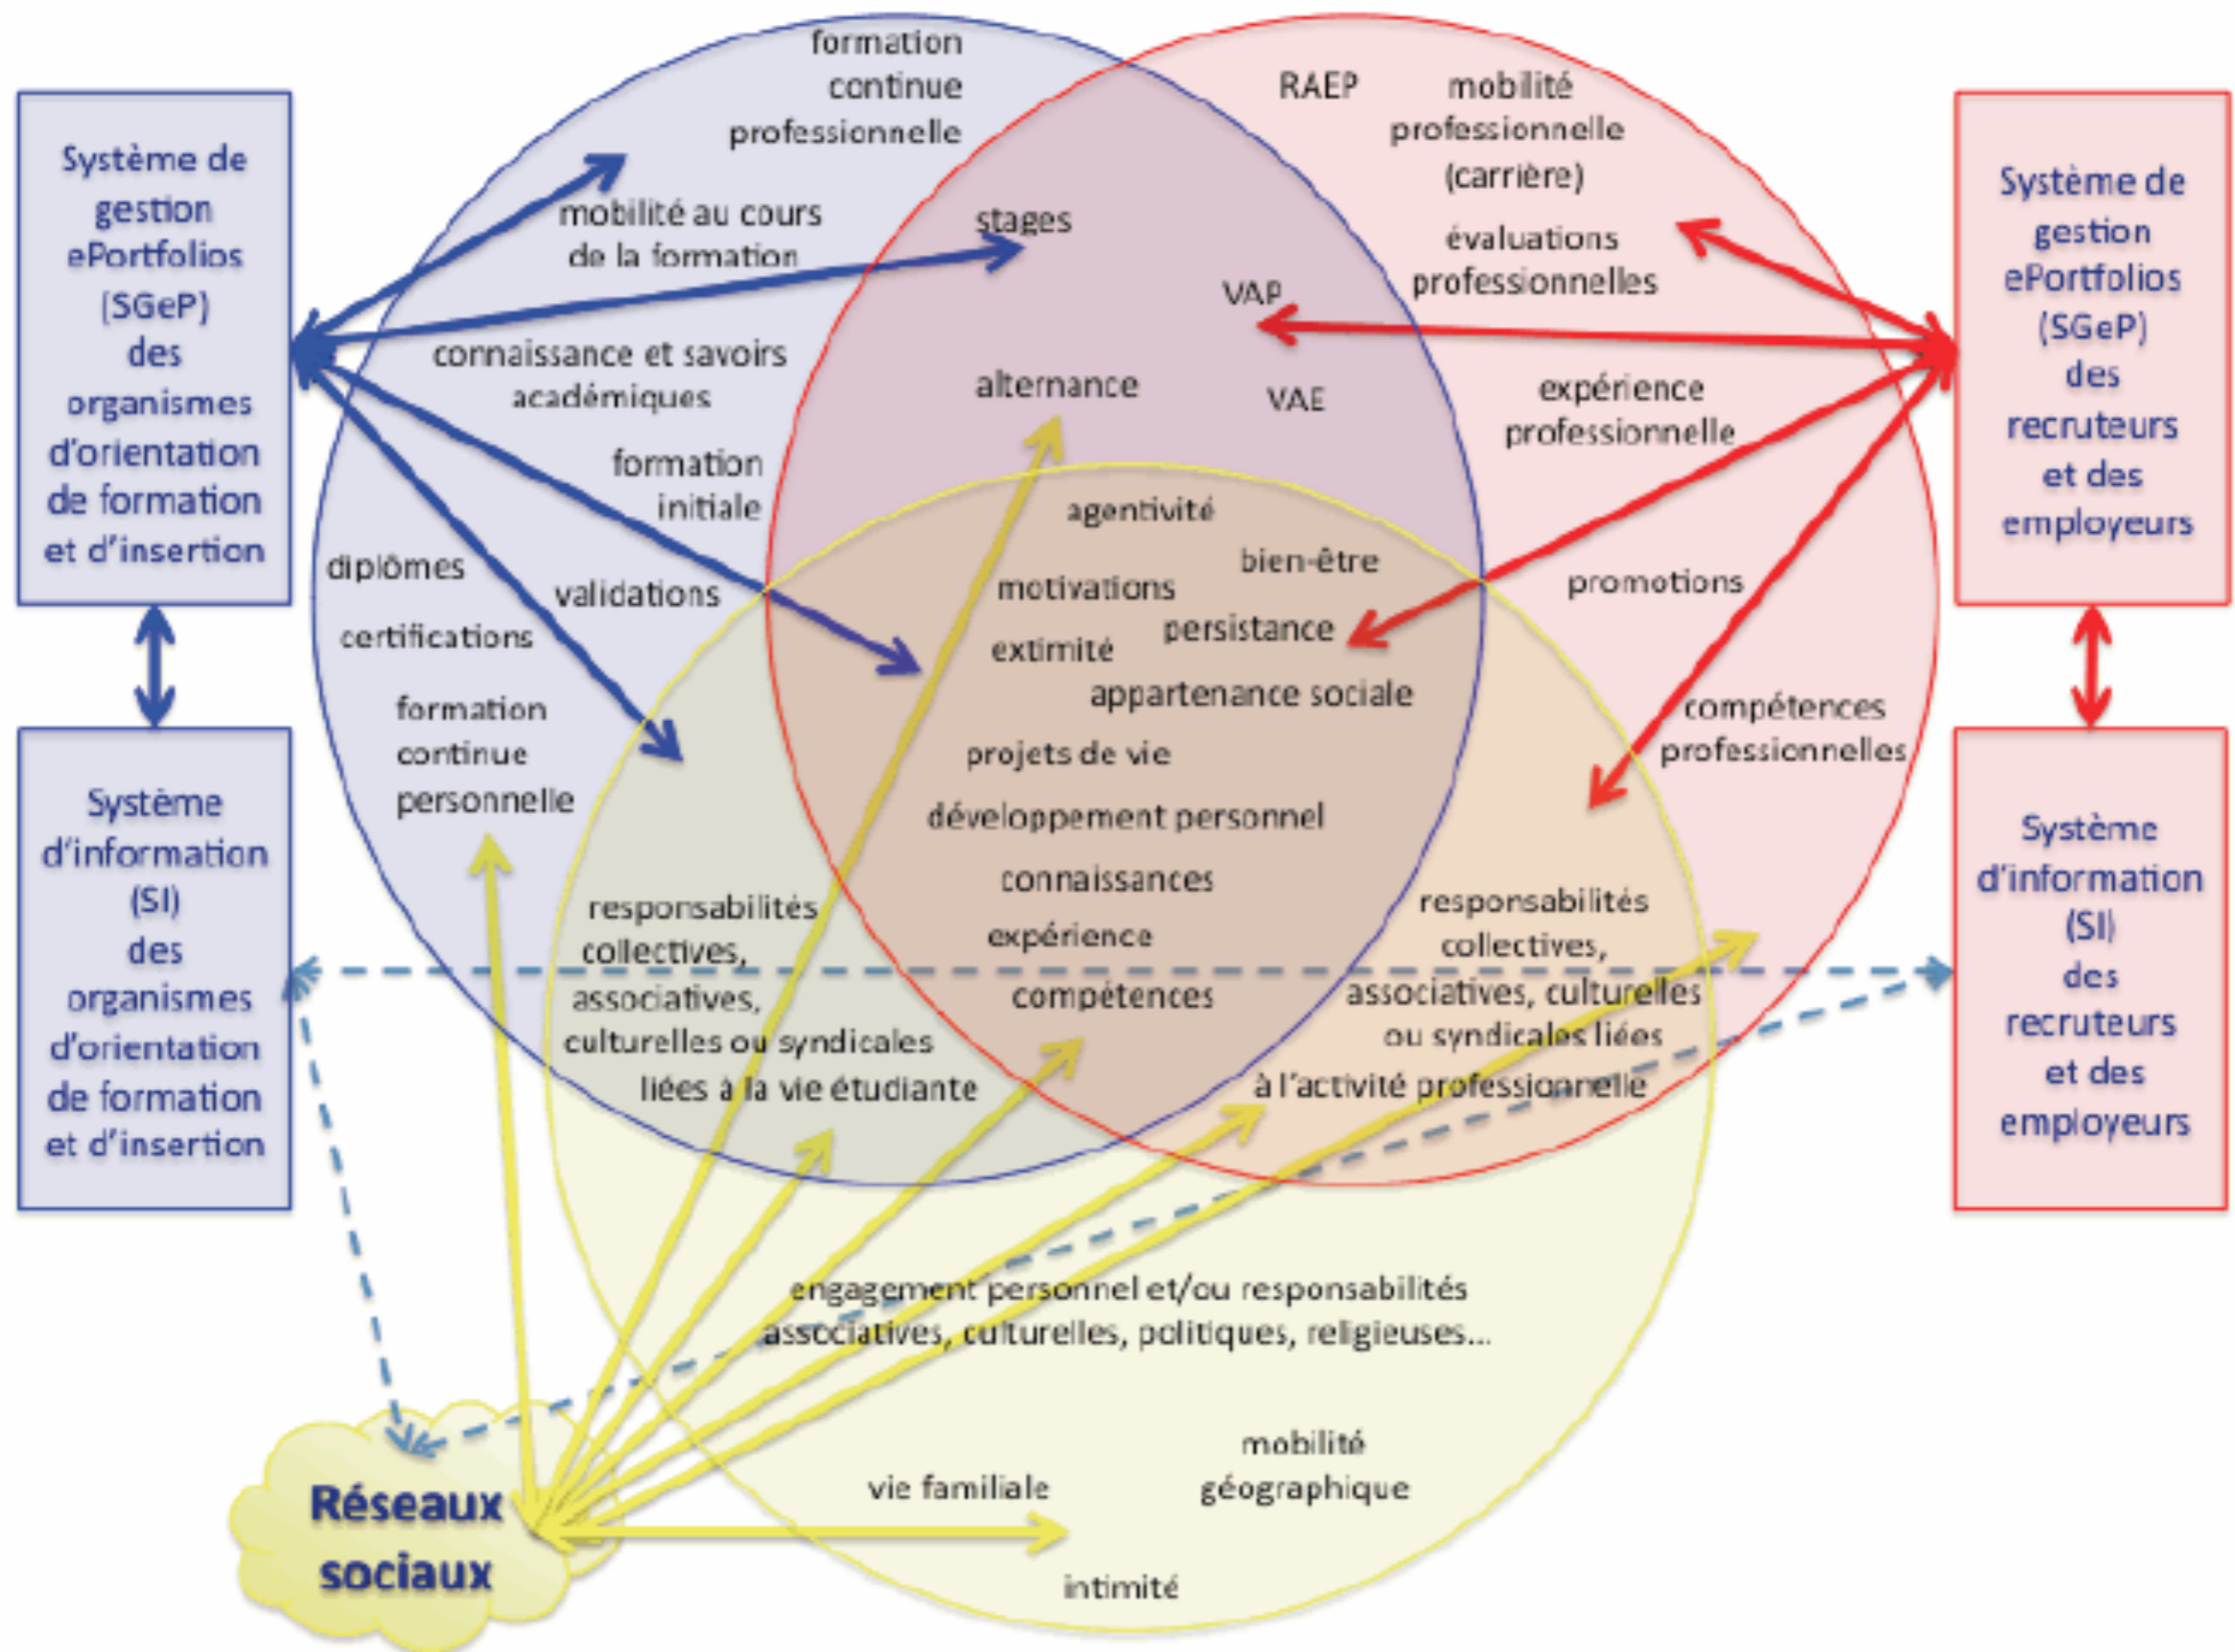 formation
continue
professionnelle
RAEP
mobilité
professionnelle
(carrière)
Système de
gestion
ePortfolios
(SGeP)
des
organismes
d'orientation
de formation
et d'insertion
mobilité au cours
de la formation
stages
évaluations
professionnelles
Système de
gestion
ePortfolios
(SGeP)
des
recruteurs
et des
employeurs
VAP
connaissance et savoirs
académiques
alternance
VAE
expérience
professionnelle
formation
initiale
agentivité
bien-être
diplômes
validations
motivations
promotions
certifications
persistance
extimité
appartenance sociale
formation
continue
personnelle
compétences
professionnelles
projets de vie
développement personnel
Système
d'information
(SI)
des
organismes
d'orientation
de formation
et d'insertion
connaissances
responsabilités
collectives,
associatives,
culturelles ou syndicales
liées à la vie étudiante
expérience
compétences
responsabilités
collectives,
associatives, culturelles
ou syndicales liées
à l'activité professionnelle
Système
d'information
(SI)
des
recruteurs
et des
employeurs
engagement personnel et/ou responsabilités
associatives, culturelles, politiques, religieuses...
mobilité
géographique
vie familiale
Réseaux
sociaux
intimité